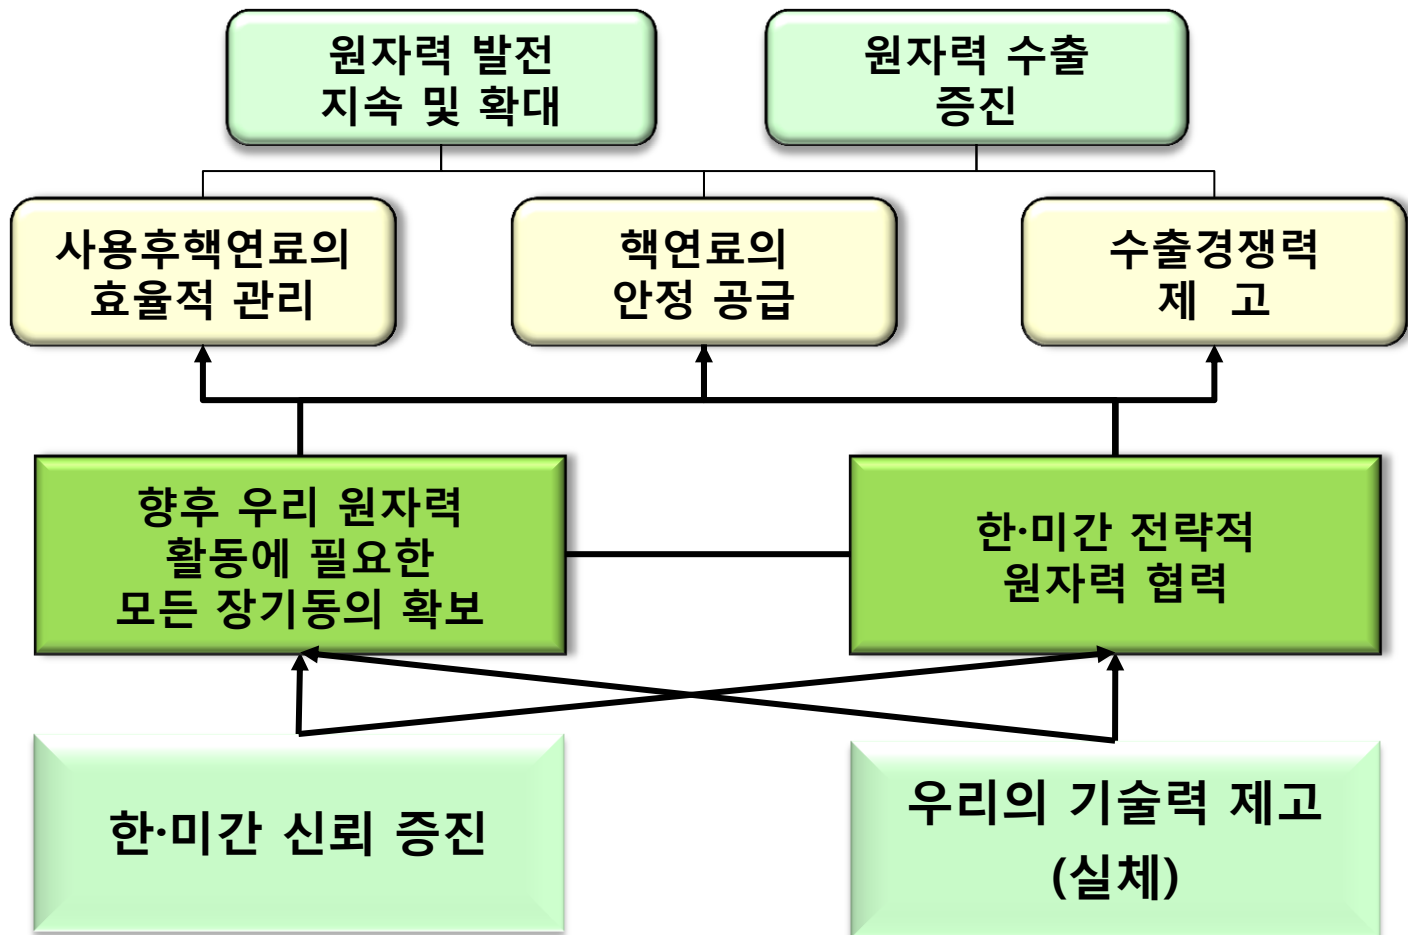 원자력 발전
지속 및 확대
원자력 수출
증진
사용후핵연료의
효율적 관리
핵연료의
안정 공급
수출경쟁력
제 고
향후 우리 원자력
활동에 필요한
모든 장기동의 확보
한·미간 전략적
원자력 협력
한·미간 신뢰 증진
우리의 기술력 제고
(실체)